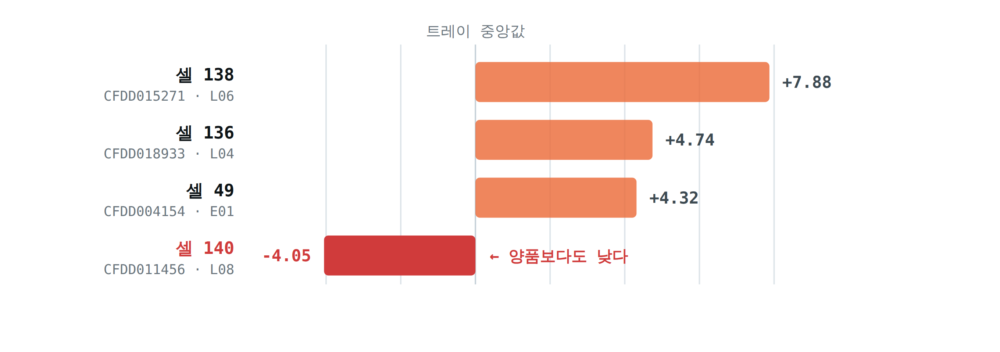 트레이 중앙값
셀 138
CFDD015271 · L06
+7.88
셀 136
CFDD018933 · L04
+4.74
셀 49
CFDD004154 · E01
+4.32
셀 140
CFDD011456 · L08
-4.05
← 양품보다도 낮다